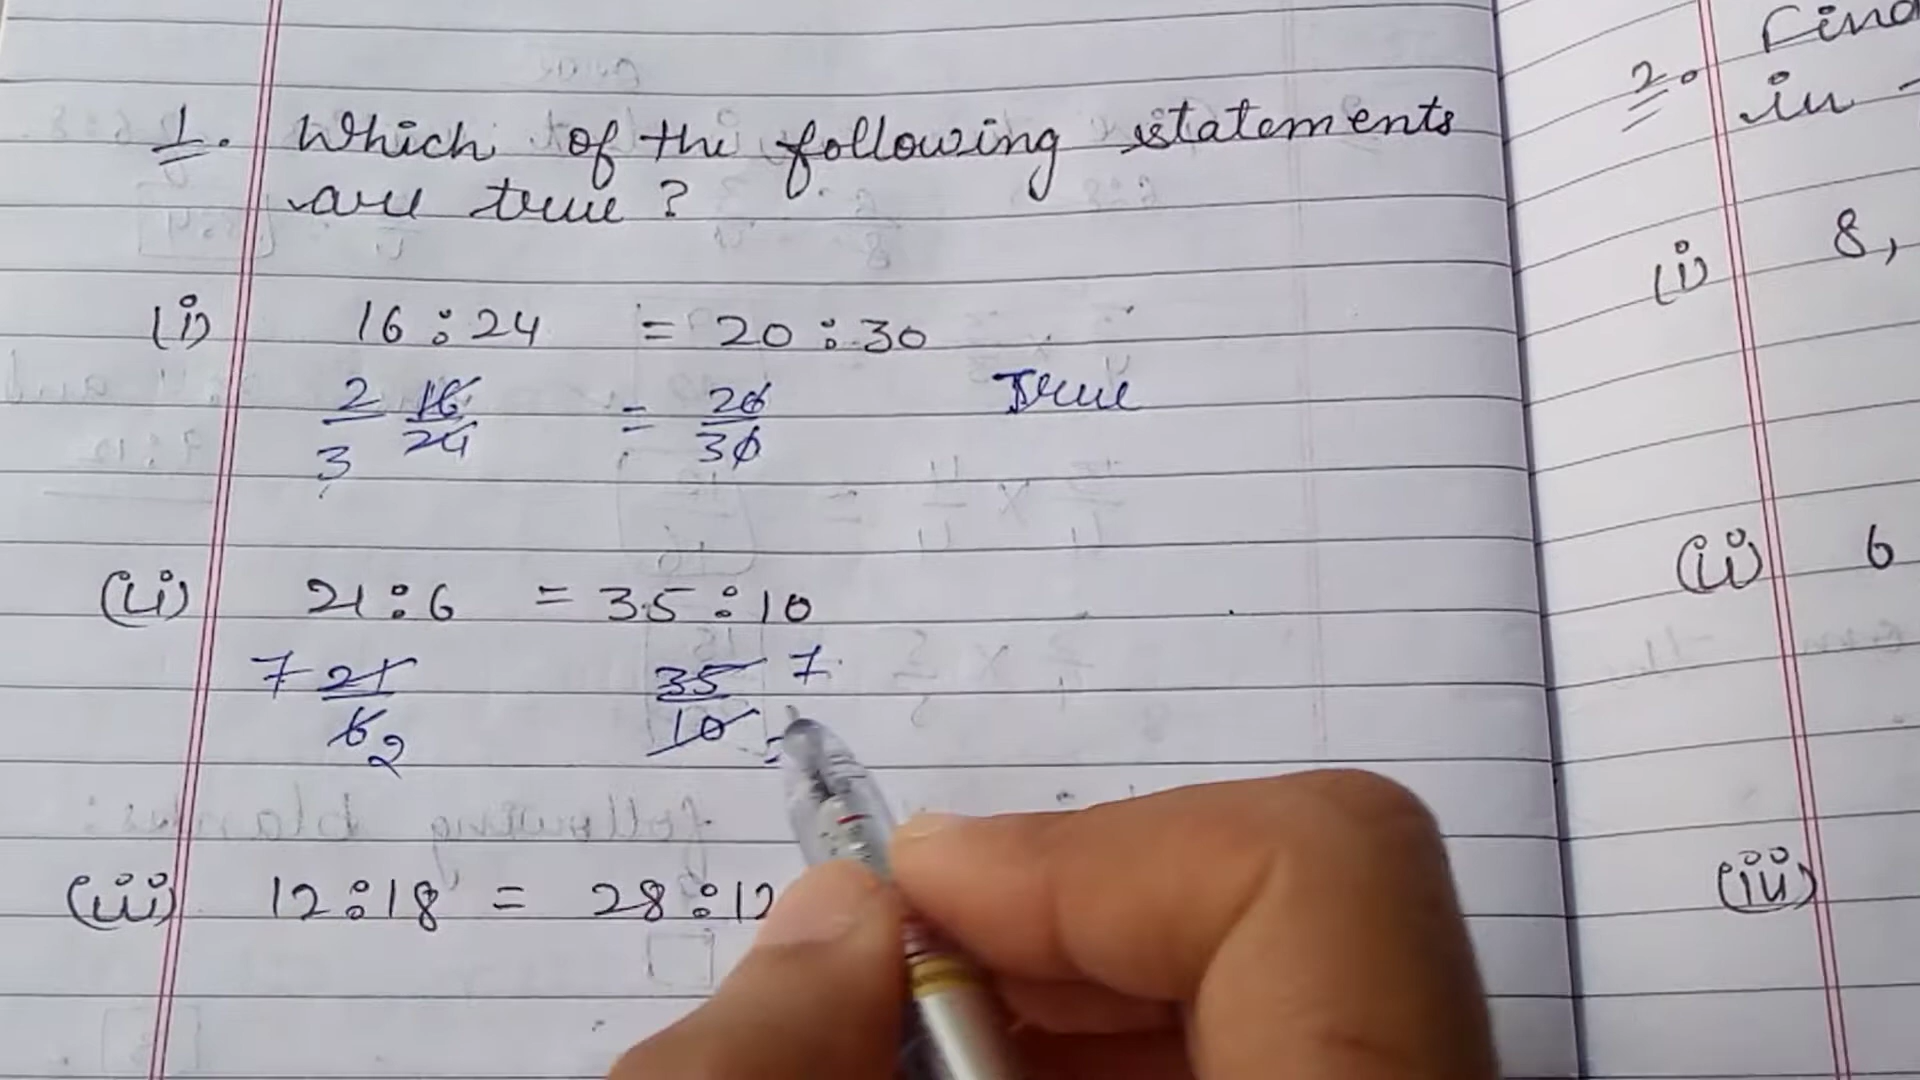 1. Which of the following statements
are true?
(i) 16 : 24 = 20 : 30
2/3 16/24 = 20/30 True
(ii) 21 : 6 = 35 : 10
7 21/6 2 35/10 7
(iii) 12 : 18 = 28 : 12
2. Find
in
(i) 8,
(ii) 6
(iii)